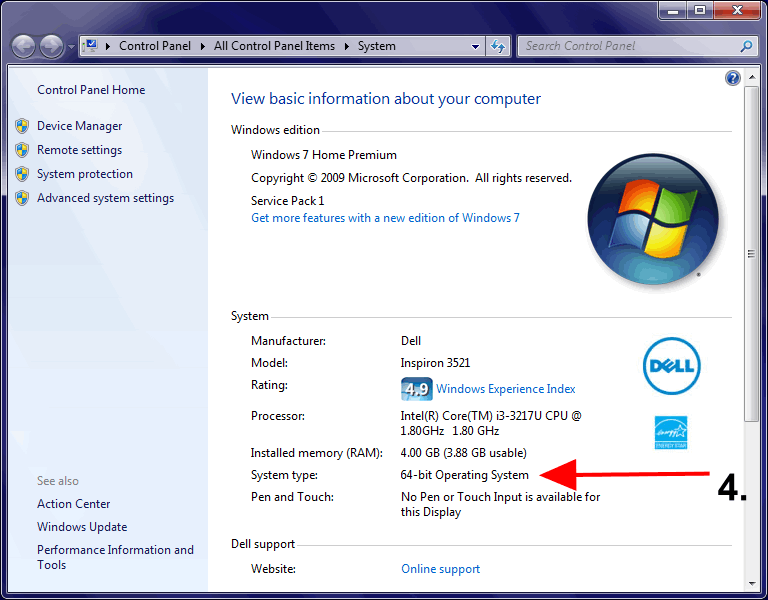 Control Panel All Control Panel Items System
Search Control Panel
Control Panel Home
Device Manager
Remote settings
System protection
Advanced system settings
See also
Action Center
Windows Update
Performance Information and
Tools
View basic information about your computer
Windows edition
Windows 7 Home Premium
Copyright © 2009 Microsoft Corporation. All rights reserved.
Service Pack 1
Get more features with a new edition of Windows 7
System
Manufacturer: Dell
Model: Inspiron 3521
Rating: 4,9 Windows Experience Index
Processor: Intel(R) Core(TM) i3-3217U CPU @
1.80GHz 1.80 GHz
Installed memory (RAM): 4.00 GB (3.88 GB usable)
System type: 64-bit Operating System
Pen and Touch: No Pen or Touch Input is available for
this Display
DELL
energy
ENERGY STAR
4.
Dell support
Website: Online support